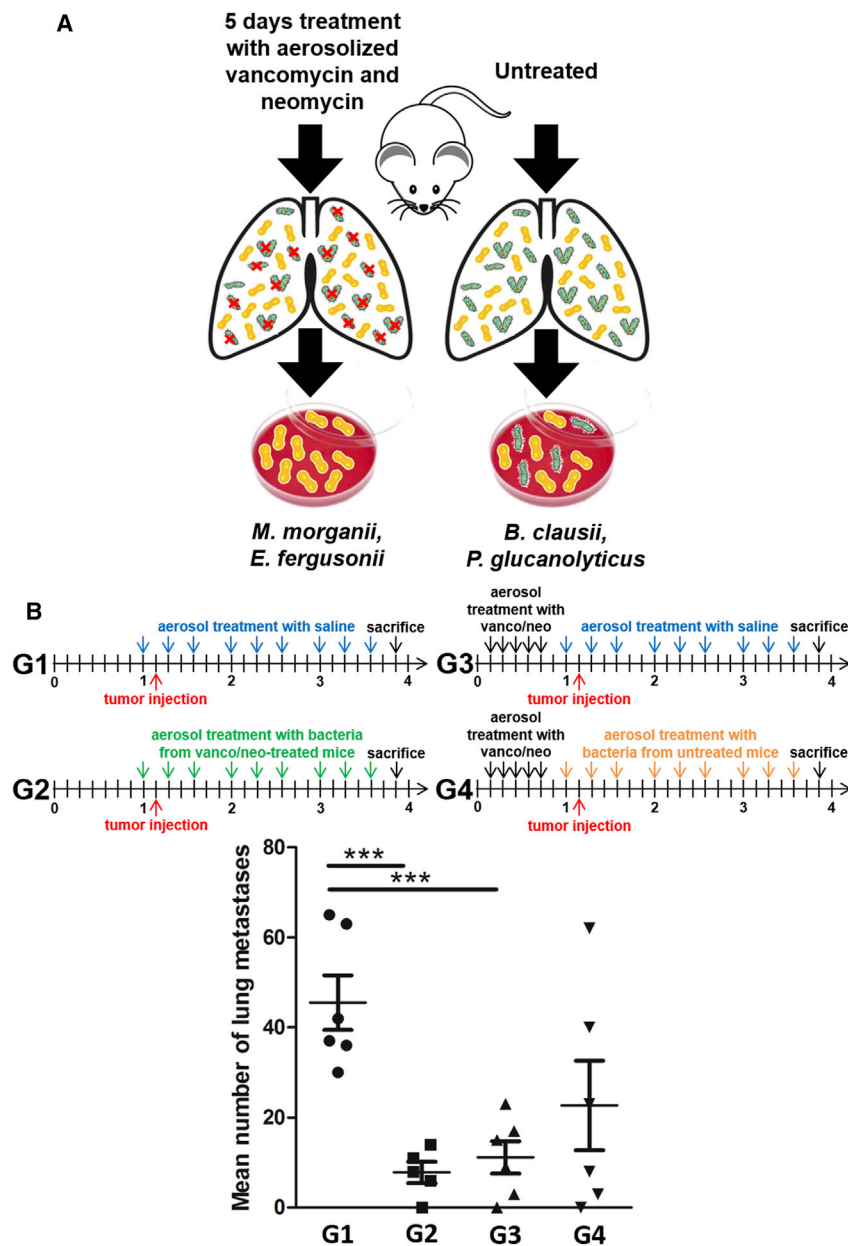 A
5 days treatment
with aerosolized
vancomycin and
neomycin
Untreated
M. morganii,
E. fergusonii
B. clausii,
P. glucanolyticus
B
G1
aerosol treatment with saline
sacrifice
0 1 2 3 4
tumor injection
G3
aerosol
treatment with
vanco/neo
aerosol treatment with saline
sacrifice
0 1 2 3 4
tumor injection
G2
aerosol treatment with bacteria
from vanco/neo-treated mice
sacrifice
0 1 2 3 4
tumor injection
G4
aerosol
treatment with
vanco/neo
aerosol treatment with
bacteria from untreated mice
sacrifice
0 1 2 3 4
tumor injection
Mean number of lung metastases
80
60
40
20
0
***
***
G1 G2 G3 G4